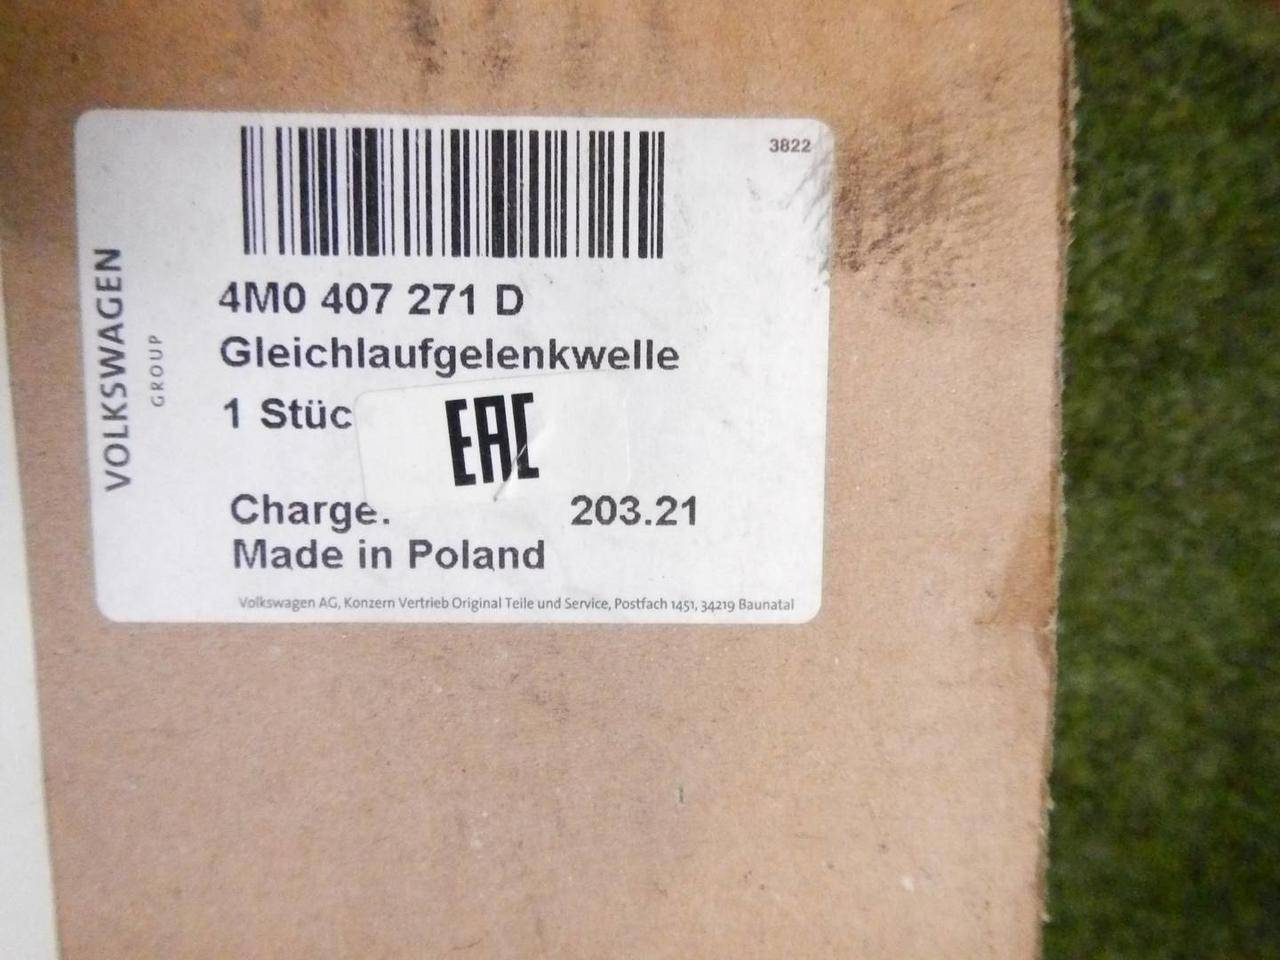 3822
VOLKSWAGEN
GROUP
4M0 407 271 D
Gleichlaufgelenkwelle
1 Stüc
EAC
Charge. 203.21
Made in Poland
Volkswagen AG, Konzern Vertrieb Original Teile und Service, Postfach 1451, 34219 Baunatal